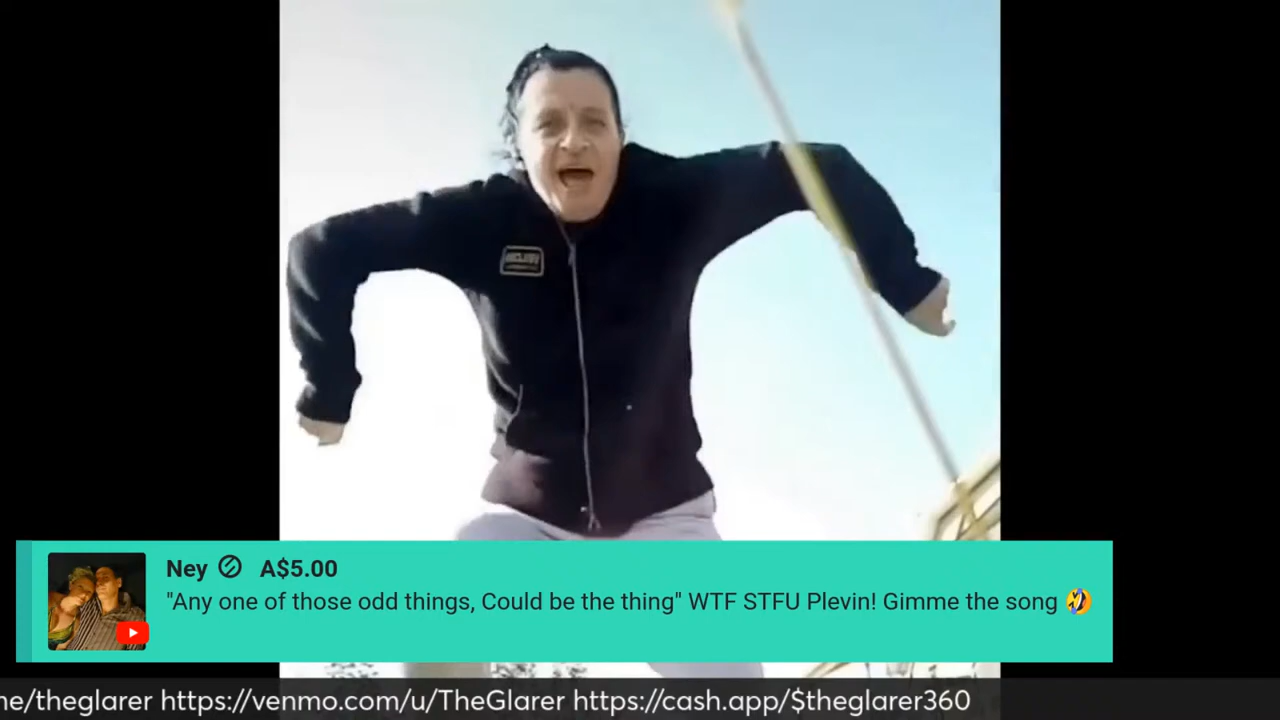 Ney A$5.00
"Any one of those odd things, Could be the thing" WTF STFU Plevin! Gimme the song 🤣
ne/theglarer https://venmo.com/u/TheGlarer https://cash.app/$theglarer360